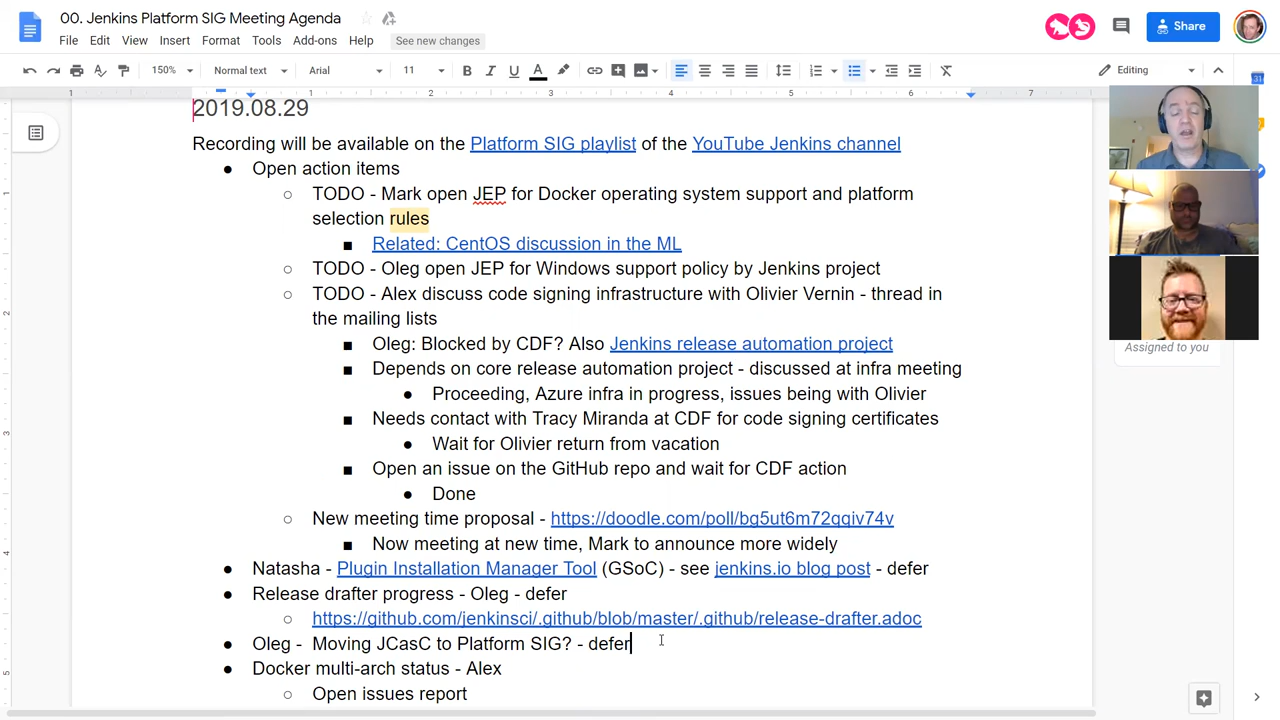 00. Jenkins Platform SIG Meeting Agenda
File Edit View Insert Format Tools Add-ons Help See new changes
Share
150% Normal text Arial 11 B I U A Editing
1 1 2 3 4 5 6 7
2019.08.29
Recording will be available on the Platform SIG playlist of the YouTube Jenkins channel
● Open action items
○ TODO - Mark open JEP for Docker operating system support and platform
selection rules
■ Related: CentOS discussion in the ML
○ TODO - Oleg open JEP for Windows support policy by Jenkins project
○ TODO - Alex discuss code signing infrastructure with Olivier Vernin - thread in
the mailing lists
■ Oleg: Blocked by CDF? Also Jenkins release automation project
■ Depends on core release automation project - discussed at infra meeting
● Proceeding, Azure infra in progress, issues being with Olivier
■ Needs contact with Tracy Miranda at CDF for code signing certificates
● Wait for Olivier return from vacation
■ Open an issue on the GitHub repo and wait for CDF action
● Done
○ New meeting time proposal - https://doodle.com/poll/bg5ut6m72qqiv74v
■ Now meeting at new time, Mark to announce more widely
● Natasha - Plugin Installation Manager Tool (GSoC) - see jenkins.io blog post - defer
● Release drafter progress - Oleg - defer
○ https://github.com/jenkinsci/.github/blob/master/.github/release-drafter.adoc
● Oleg - Moving JCasC to Platform SIG? - defer
● Docker multi-arch status - Alex
○ Open issues report
Assigned to you